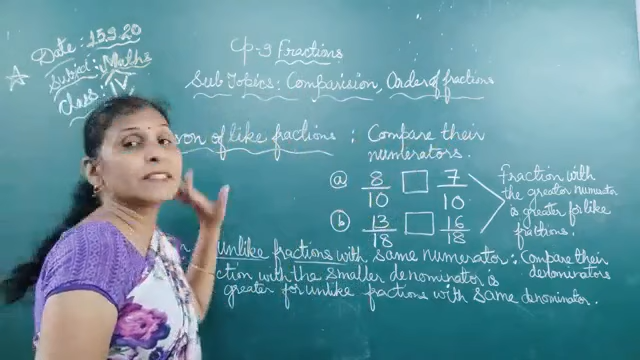 Date: 15.9.20
Subject: Maths
Class: IV
CP-9 Fractions
Sub Topics: Comparision, Order of fractions
son of like fractions : Compare their
numerators.
ⓐ 8/10 □ 7/10
ⓑ 13/18 □ 16/18
Fraction with
the greater numerator
is greater for like
fractions.
unlike fractions with same numerator: Compare their
denominators
ction with the smaller denominator is
greater for unlike fractions with same denominator.